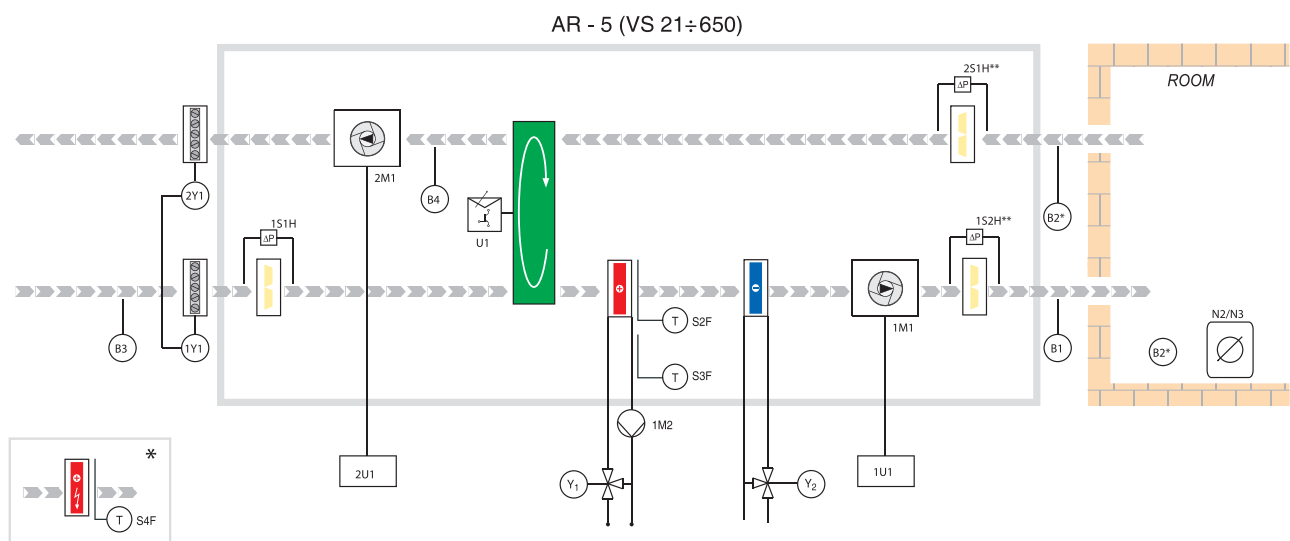 AR - 5 (VS 21÷650)
2S1H**
ΔP
ROOM
2M1
2Y1
B4
U1
B2*
1S1H
ΔP
1S2H**
ΔP
S2F
T
1M1
N2/N3
B3
1Y1
B1
B2*
T
S3F
1M2
*
2U1
1U1
Y1
Y2
T
S4F